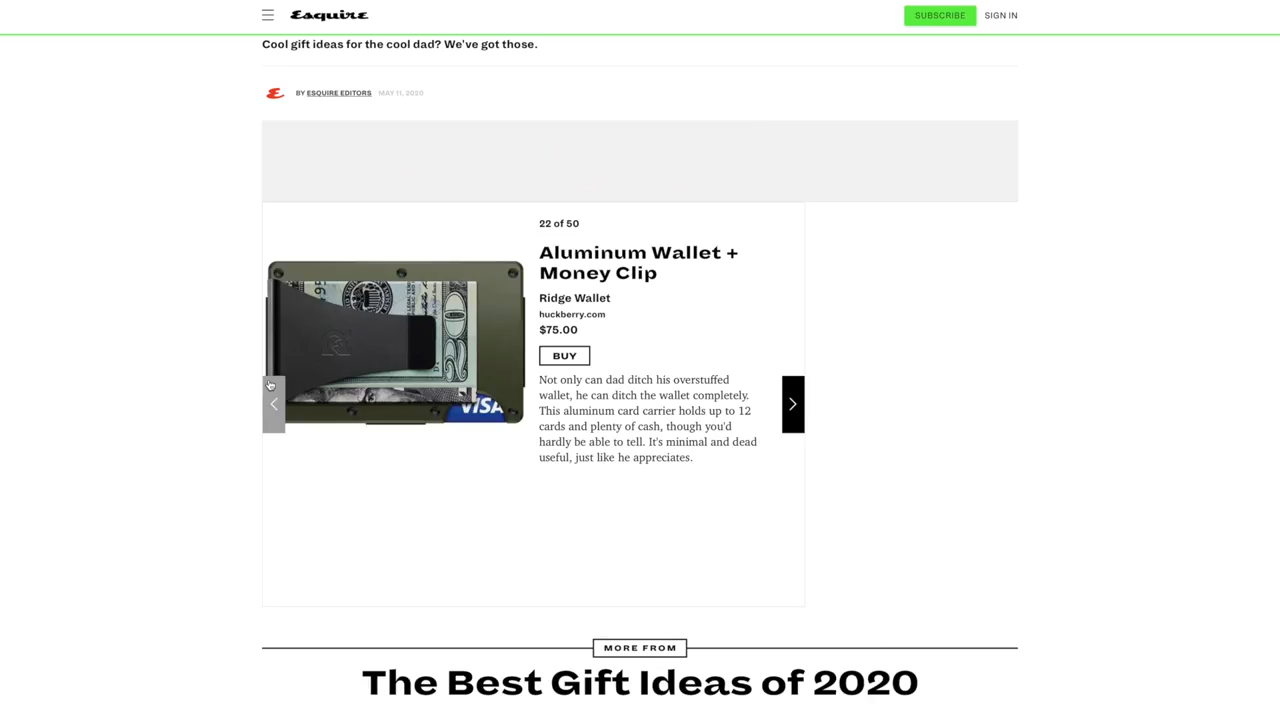 Esquire
SUBSCRIBE
SIGN IN
Cool gift ideas for the cool dad? We've got those.
BY ESQUIRE EDITORS MAY 11, 2020
22 of 50
Aluminum Wallet +
Money Clip
Ridge Wallet
huckberry.com
$75.00
BUY
Not only can dad ditch his overstuffed
wallet, he can ditch the wallet completely.
This aluminum card carrier holds up to 12
cards and plenty of cash, though you'd
hardly be able to tell. It's minimal and dead
useful, just like he appreciates.
VISA
MORE FROM
The Best Gift Ideas of 2020